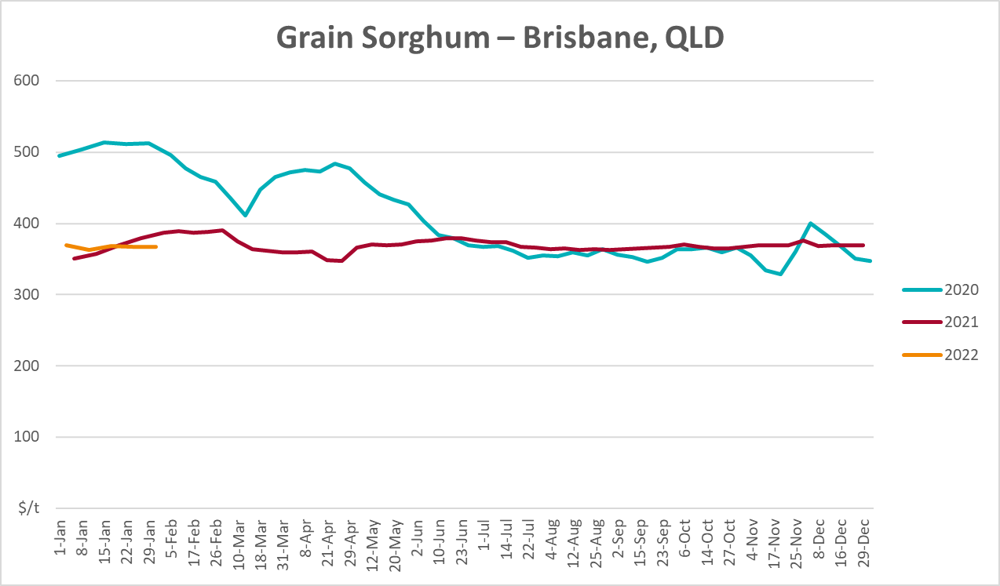 Grain Sorghum – Brisbane, QLD
600
500
400
300
200
100
$/t
2020
2021
2022
1-Jan
8-Jan
15-Jan
22-Jan
29-Jan
5-Feb
17-Feb
26-Feb
10-Mar
18-Mar
31-Mar
8-Apr
21-Apr
29-Apr
12-May
20-May
2-Jun
10-Jun
23-Jun
1-Jul
14-Jul
22-Jul
4-Aug
12-Aug
25-Aug
2-Sep
15-Sep
23-Sep
6-Oct
14-Oct
27-Oct
4-Nov
17-Nov
25-Nov
8-Dec
16-Dec
29-Dec